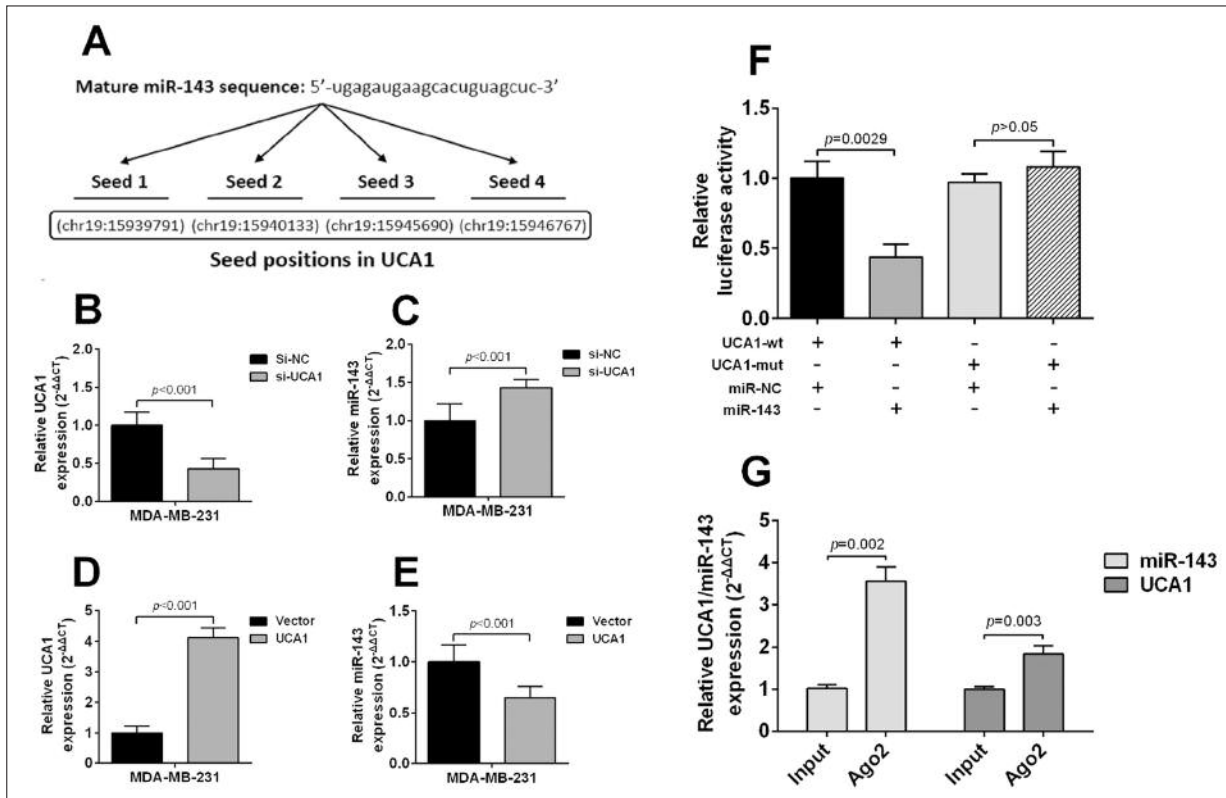 A
Mature miR-143 sequence: 5’-ugagaugaagcacuguagcuc-3’
Seed 1 Seed 2 Seed 3 Seed 4
(chr19:15939791) (chr19:15940133) (chr19:15945690) (chr19:15946767)
Seed positions in UCA1
B
Relative UCA1
expression (2-ΔΔCT)
2.0
1.5
1.0
0.5
0.0
p<0.001
Si-NC
si-UCA1
MDA-MB-231
C
Relative miR-143
expression (2-ΔΔCT)
2.0
1.5
1.0
0.5
0.0
p<0.001
si-NC
si-UCA1
MDA-MB-231
D
Relative UCA1
expression (2-ΔΔCT)
5
4
3
2
1
0
p<0.001
Vector
UCA1
MDA-MB-231
E
Relative miR-143
expression (2-ΔΔCT)
1.5
1.0
0.5
0.0
p<0.001
Vector
UCA1
MDA-MB-231
F
Relative
luciferase activity
1.5
1.0
0.5
0.0
p=0.0029
p>0.05
UCA1-wt + + - -
UCA1-mut - - + +
miR-NC + - + -
miR-143 - + - +
G
Relative UCA1/miR-143
expression (2-ΔΔCT)
5
4
3
2
1
0
p=0.002
p=0.003
miR-143
UCA1
Input Ago2 Input Ago2